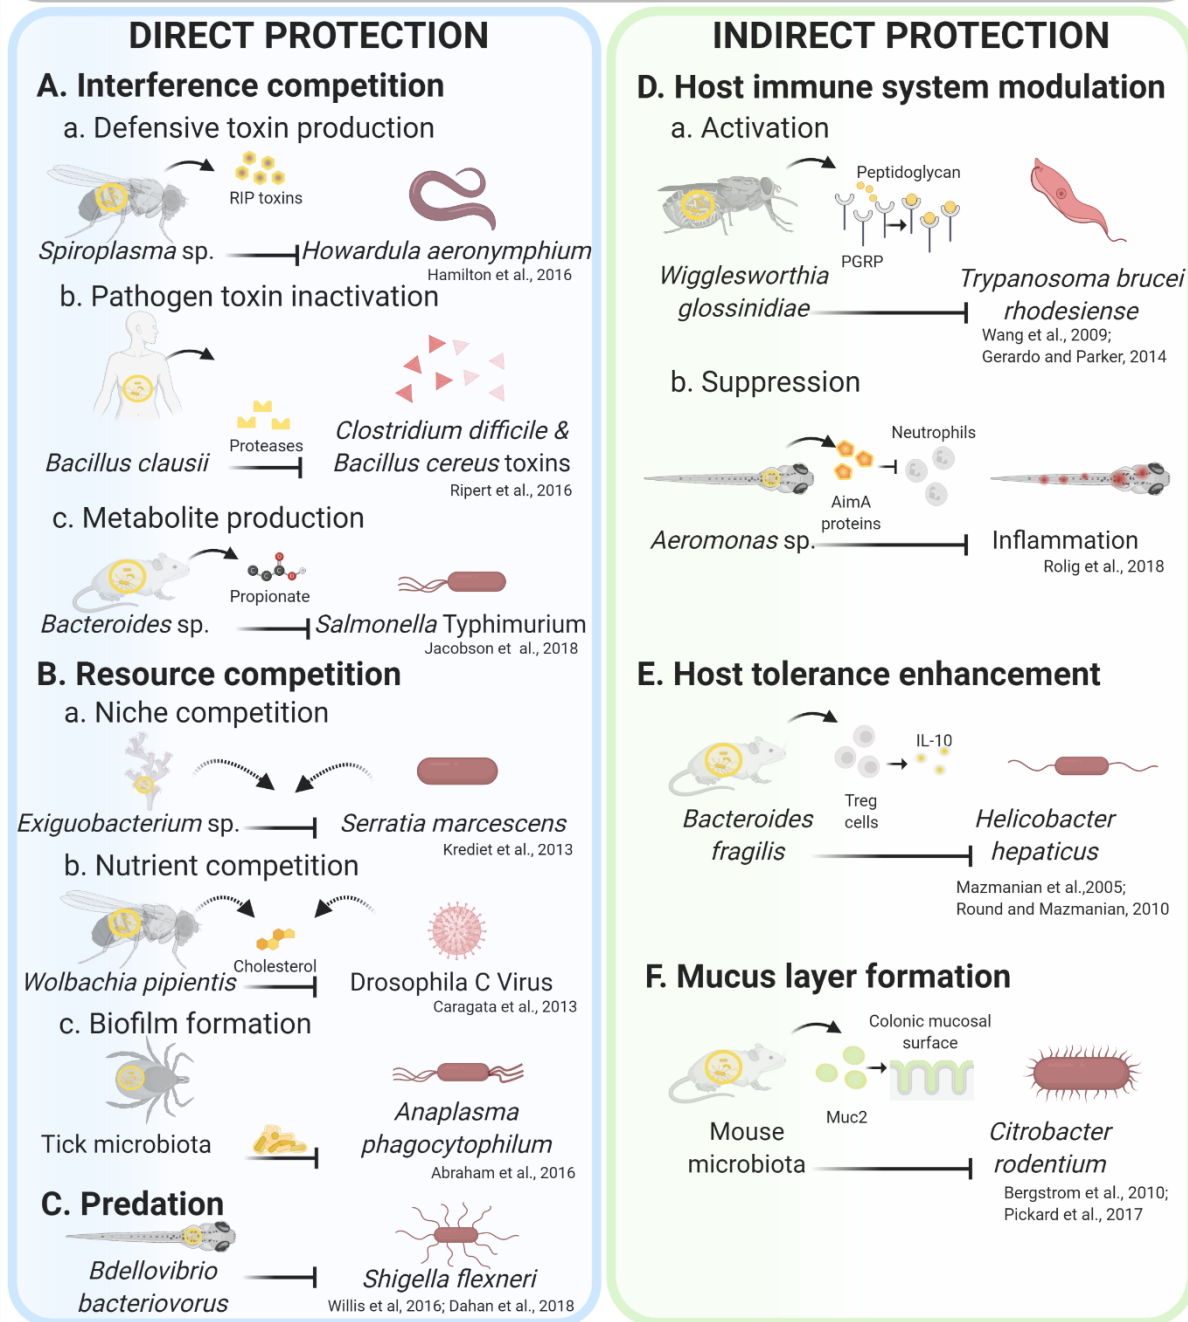 DIRECT PROTECTION
A. Interference competition
a. Defensive toxin production
RIP toxins
Spiroplasma sp.
Howardula aeronymphium
Hamilton et al., 2016
b. Pathogen toxin inactivation
Proteases
Bacillus clausii
Clostridium difficile &
Bacillus cereus toxins
Ripert et al., 2016
c. Metabolite production
Propionate
Bacteroides sp.
Salmonella Typhimurium
Jacobson et al., 2018
B. Resource competition
a. Niche competition
Exiguobacterium sp.
Serratia marcescens
Krediet et al., 2013
b. Nutrient competition
Cholesterol
Wolbachia pipientis
Drosophila C Virus
Caragata et al., 2013
c. Biofilm formation
Tick microbiota
Anaplasma
phagocytophilum
Abraham et al., 2016
C. Predation
Bdellovibrio
bacteriovorus
Shigella flexneri
Willis et al, 2016; Dahan et al., 2018
INDIRECT PROTECTION
D. Host immune system modulation
a. Activation
Peptidoglycan
PGRP
Wigglesworthia
glossinidiae
Trypanosoma brucei
rhodesiense
Wang et al., 2009;
Gerardo and Parker, 2014
b. Suppression
Neutrophils
AimA
proteins
Aeromonas sp.
Inflammation
Rolig et al., 2018
E. Host tolerance enhancement
IL-10
Treg
cells
Bacteroides
fragilis
Helicobacter
hepaticus
Mazmanian et al.,2005;
Round and Mazmanian, 2010
F. Mucus layer formation
Colonic mucosal
surface
Muc2
Mouse
microbiota
Citrobacter
rodentium
Bergstrom et al., 2010;
Pickard et al., 2017